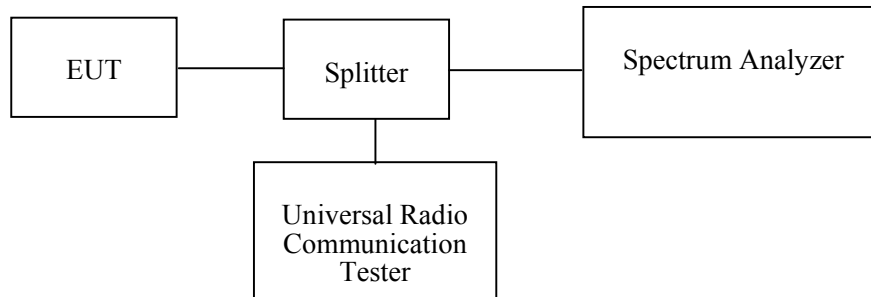 EUT
Splitter
Spectrum Analyzer
Universal Radio
Communication
Tester